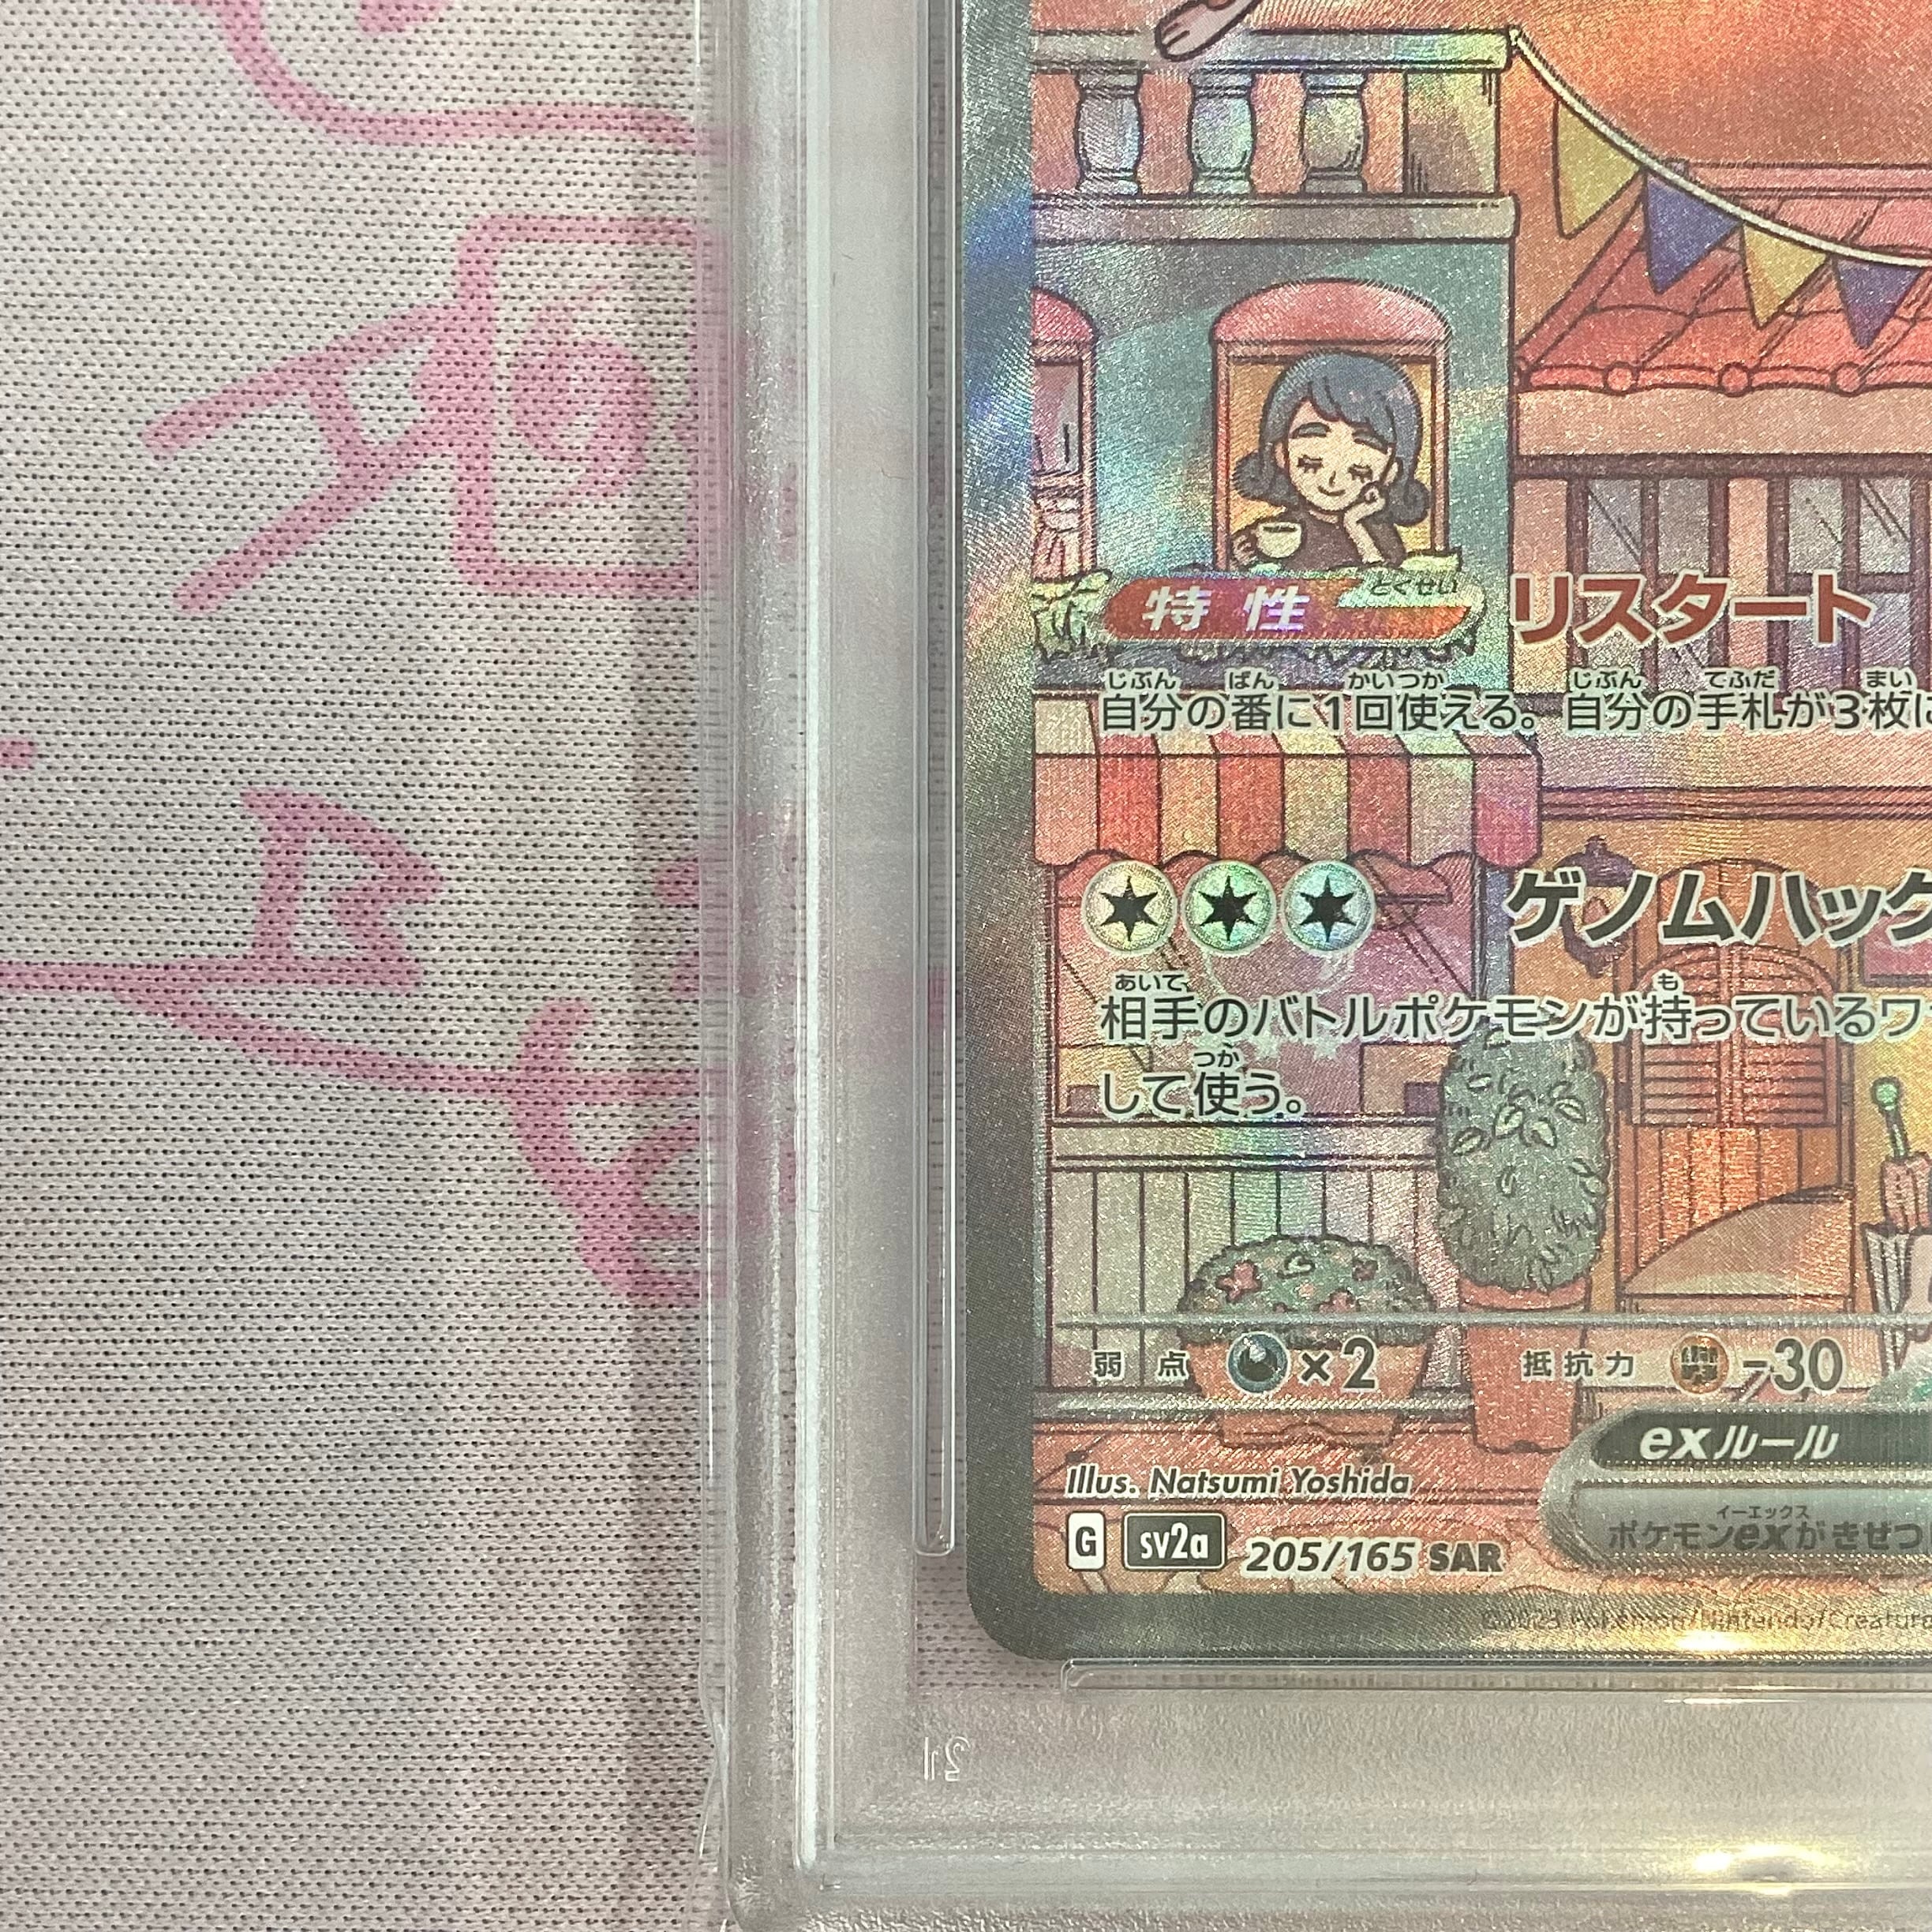 特性 とくせい リスタート
じぶん ばん かいつか じぶん てふだ まい
自分の番に1回使える。自分の手札が3枚に
ゲノムハック
あいて も
相手のバトルポケモンが持っているワ
つか
して使う。
弱点 ×2 抵抗力 -30
exルール
Illus. Natsumi Yoshida
イーエックス
ポケモンexがきぜつ
G sv2a 205/165 SAR
©2023 Pokémon/Nintendo/Creature
21